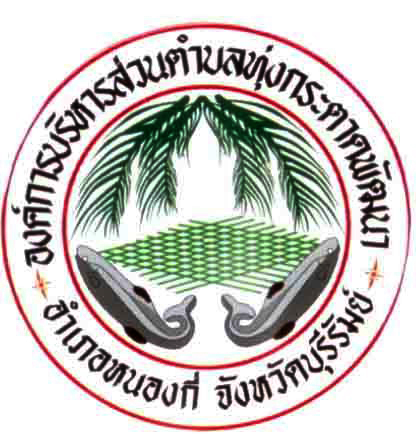 องค์การบริหารส่วนตำบลทุ่งกระตาดพัฒนา
อำเภอหนองกี่ จังหวัดบุรีรัมย์